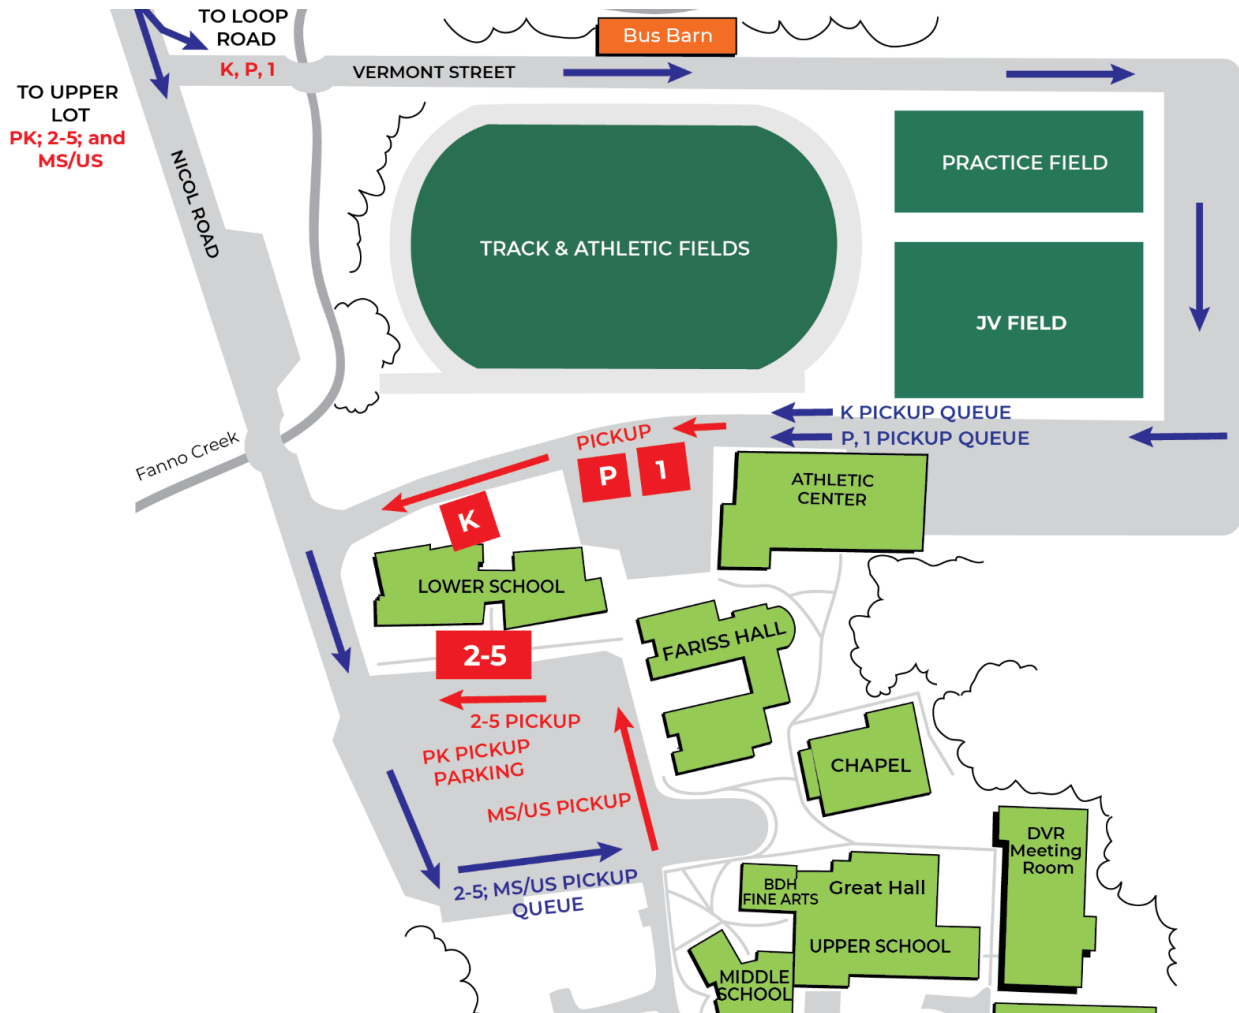 TO LOOP
ROAD
K, P, 1
Bus Barn
VERMONT STREET
TO UPPER
LOT
PK; 2-5; and
MS/US
NICOL ROAD
PRACTICE FIELD
TRACK & ATHLETIC FIELDS
JV FIELD
K PICKUP QUEUE
P, 1 PICKUP QUEUE
Fanno Creek
PICKUP
P
1
K
ATHLETIC
CENTER
LOWER SCHOOL
FARISS HALL
2-5
2-5 PICKUP
PK PICKUP
PARKING
MS/US PICKUP
CHAPEL
2-5; MS/US PICKUP
QUEUE
DVR
Meeting
Room
BDH
FINE ARTS
Great Hall
UPPER SCHOOL
MIDDLE
SCHOOL